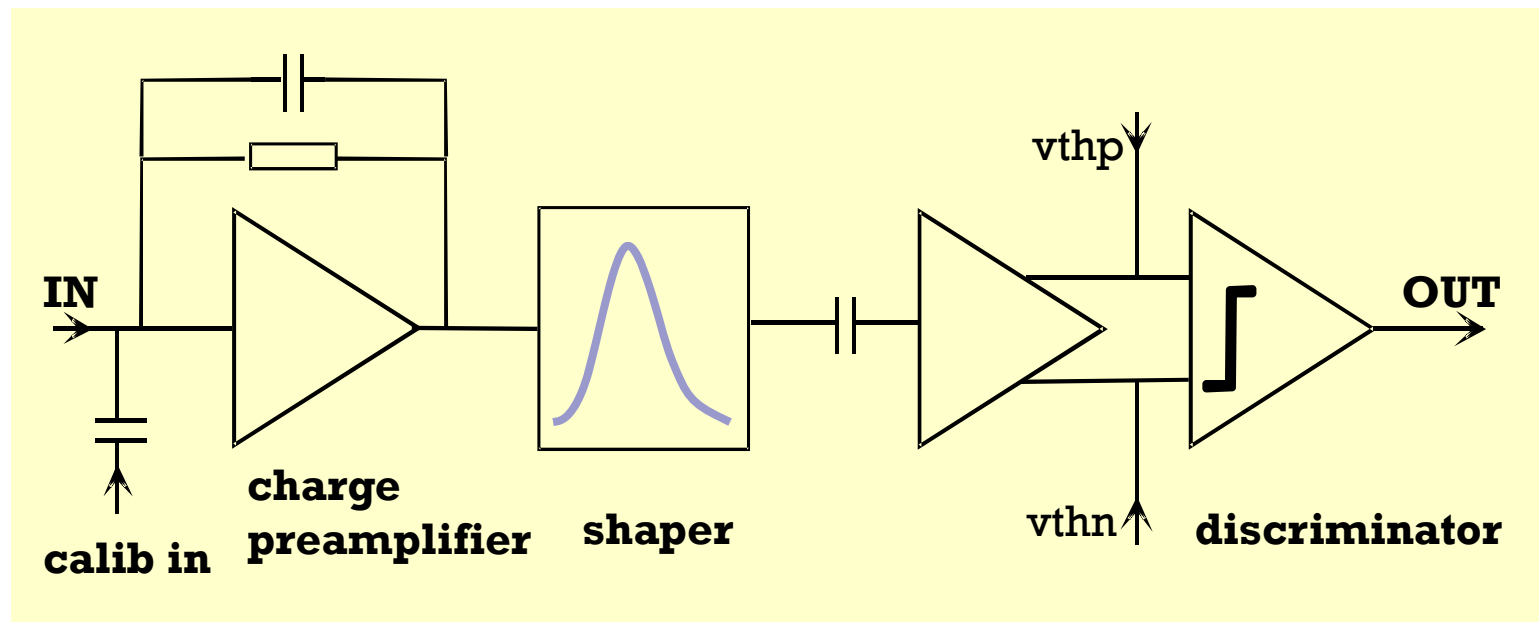 vthp
IN
OUT
charge
preamplifier
shaper
vthn
discriminator
calib in